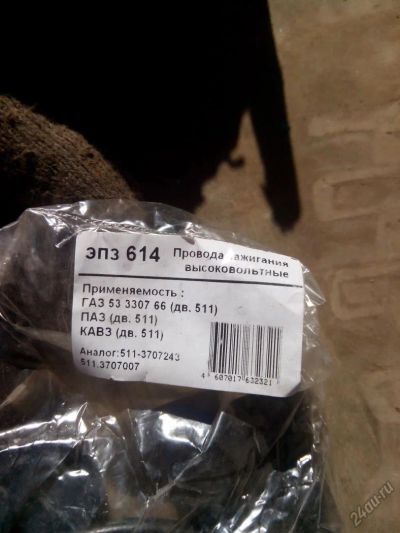 эпз 614 Провода зажигания
высоковольтные
Применяемость :
ГАЗ 53 3307 66 (дв. 511)
ПАЗ (дв. 511)
КАВЗ (дв. 511)
Аналог:511-3707243
511.3707007
4 607017 632321
24au.ru